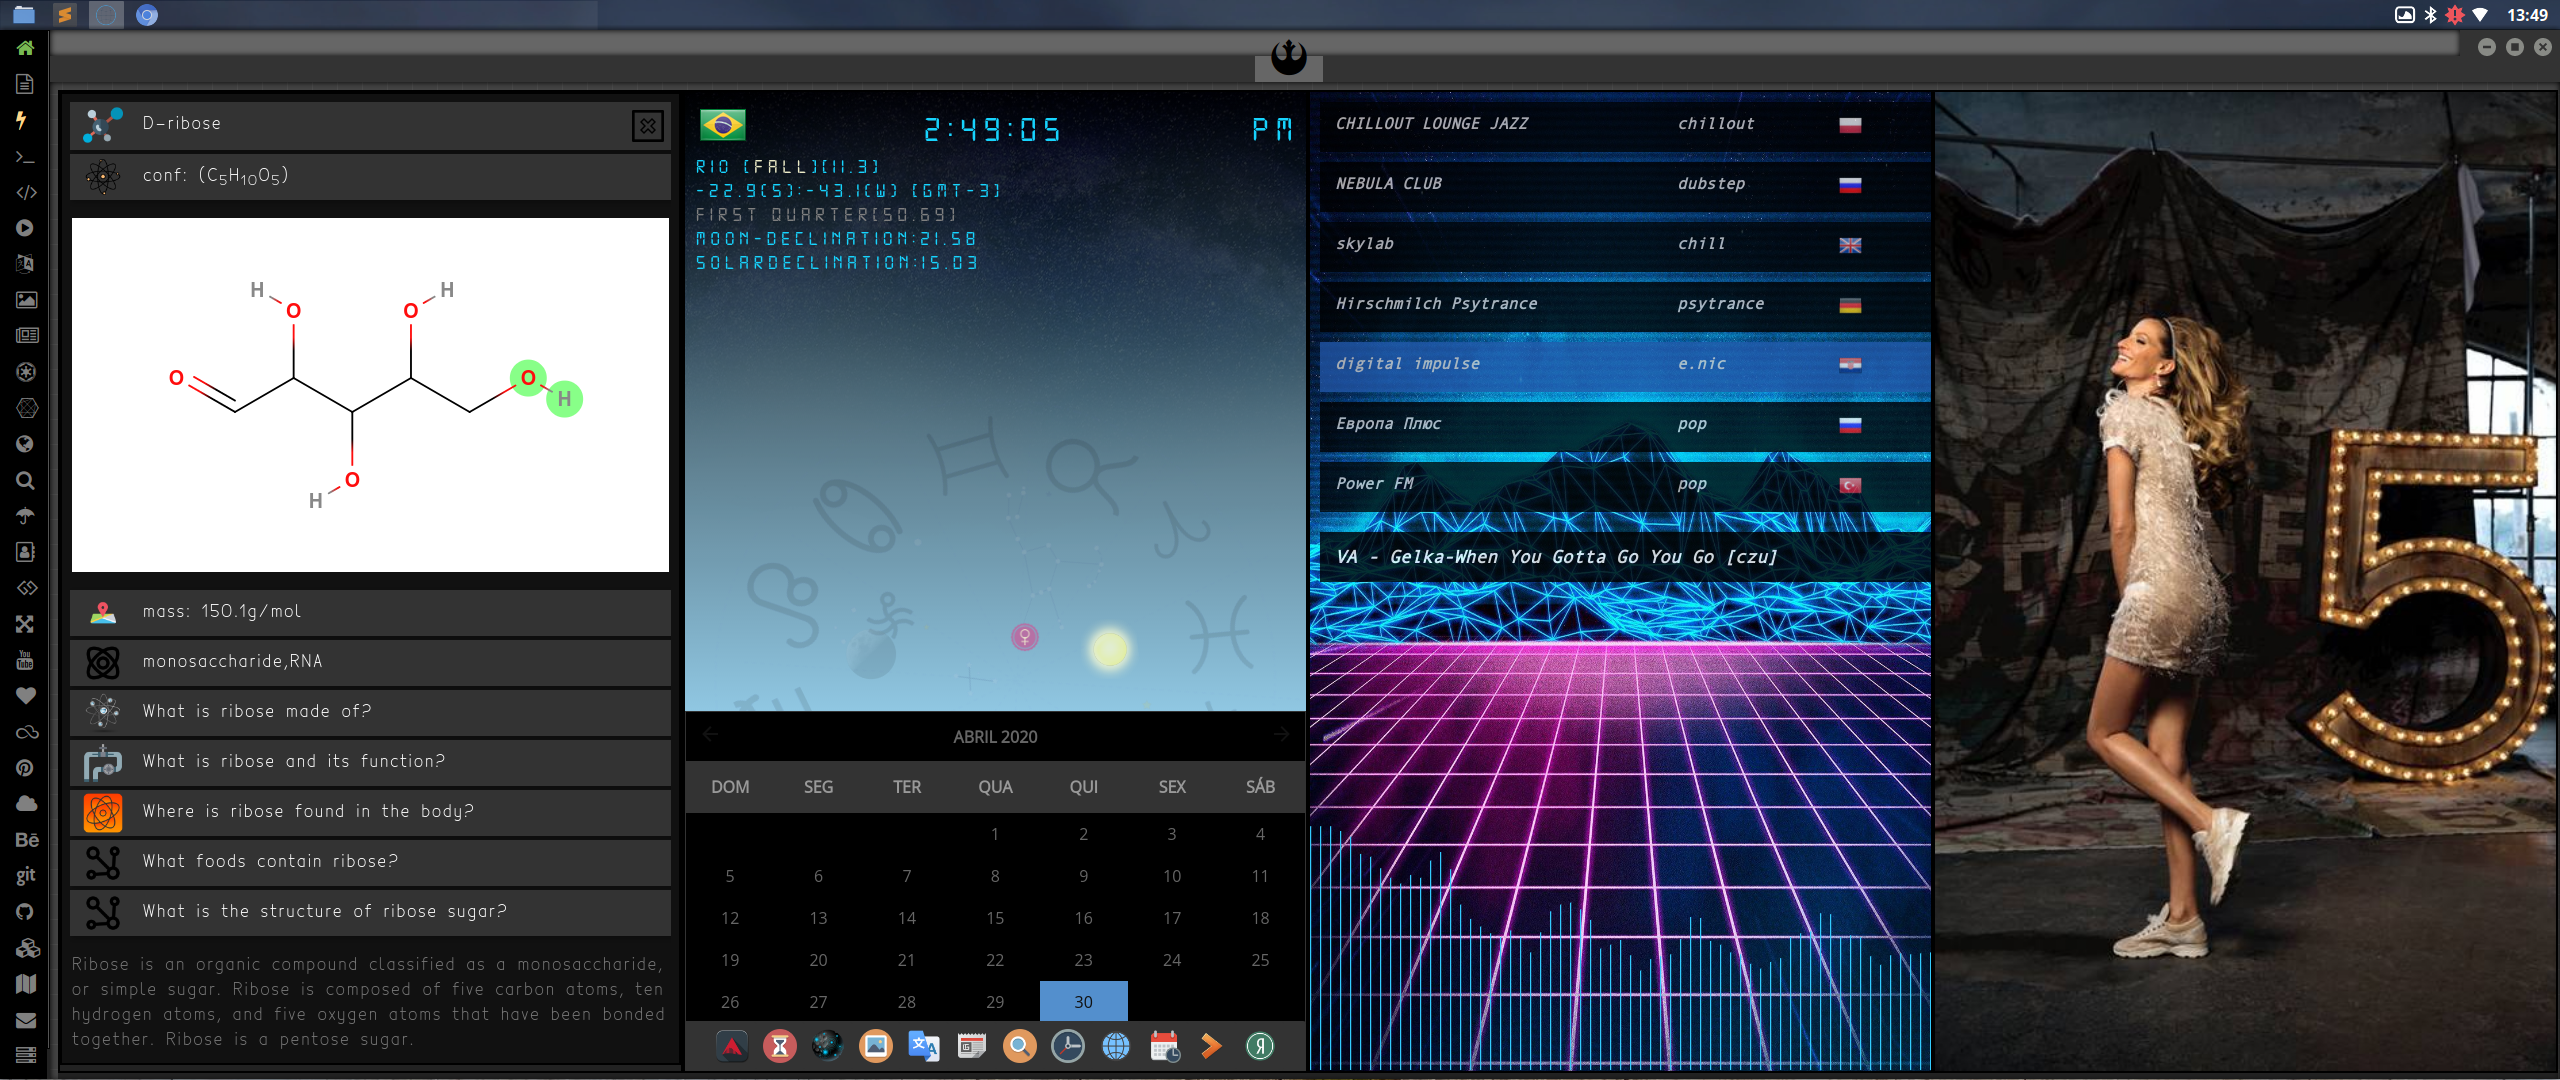 13:49
You
Tube
Bē
git
D-ribose
conf: (C5H10O5)
H
O
O
H
O
O
H
O
H
mass: 150.1g/mol
monosaccharide,RNA
What is ribose made of?
What is ribose and its function?
Where is ribose found in the body?
What foods contain ribose?
What is the structure of ribose sugar?
Ribose is an organic compound classified as a monosaccharide,
or simple sugar. Ribose is composed of five carbon atoms, ten
hydrogen atoms, and five oxygen atoms that have been bonded
together. Ribose is a pentose sugar.
2:49:05 PM
RIO [FALL][11.3]
-22.9(S):-43.1(W) [GMT-3]
FIRST QUARTER[50.69]
MOON-DECLINATION:21.58
SOLARDECLINATION:15.03
ABRIL 2020
DOM SEG TER QUA QUI SEX SÁB
1 2 3 4
5 6 7 8 9 10 11
12 13 14 15 16 17 18
19 20 21 22 23 24 25
26 27 28 29 30
CHILLOUT LOUNGE JAZZ chillout
NEBULA CLUB dubstep
skylab chill
Hirschmilch Psytrance psytrance
digital impulse e.nic
Европа Плюс pop
Power FM pop
VA - Gelka-When You Gotta Go You Go [czu]
5